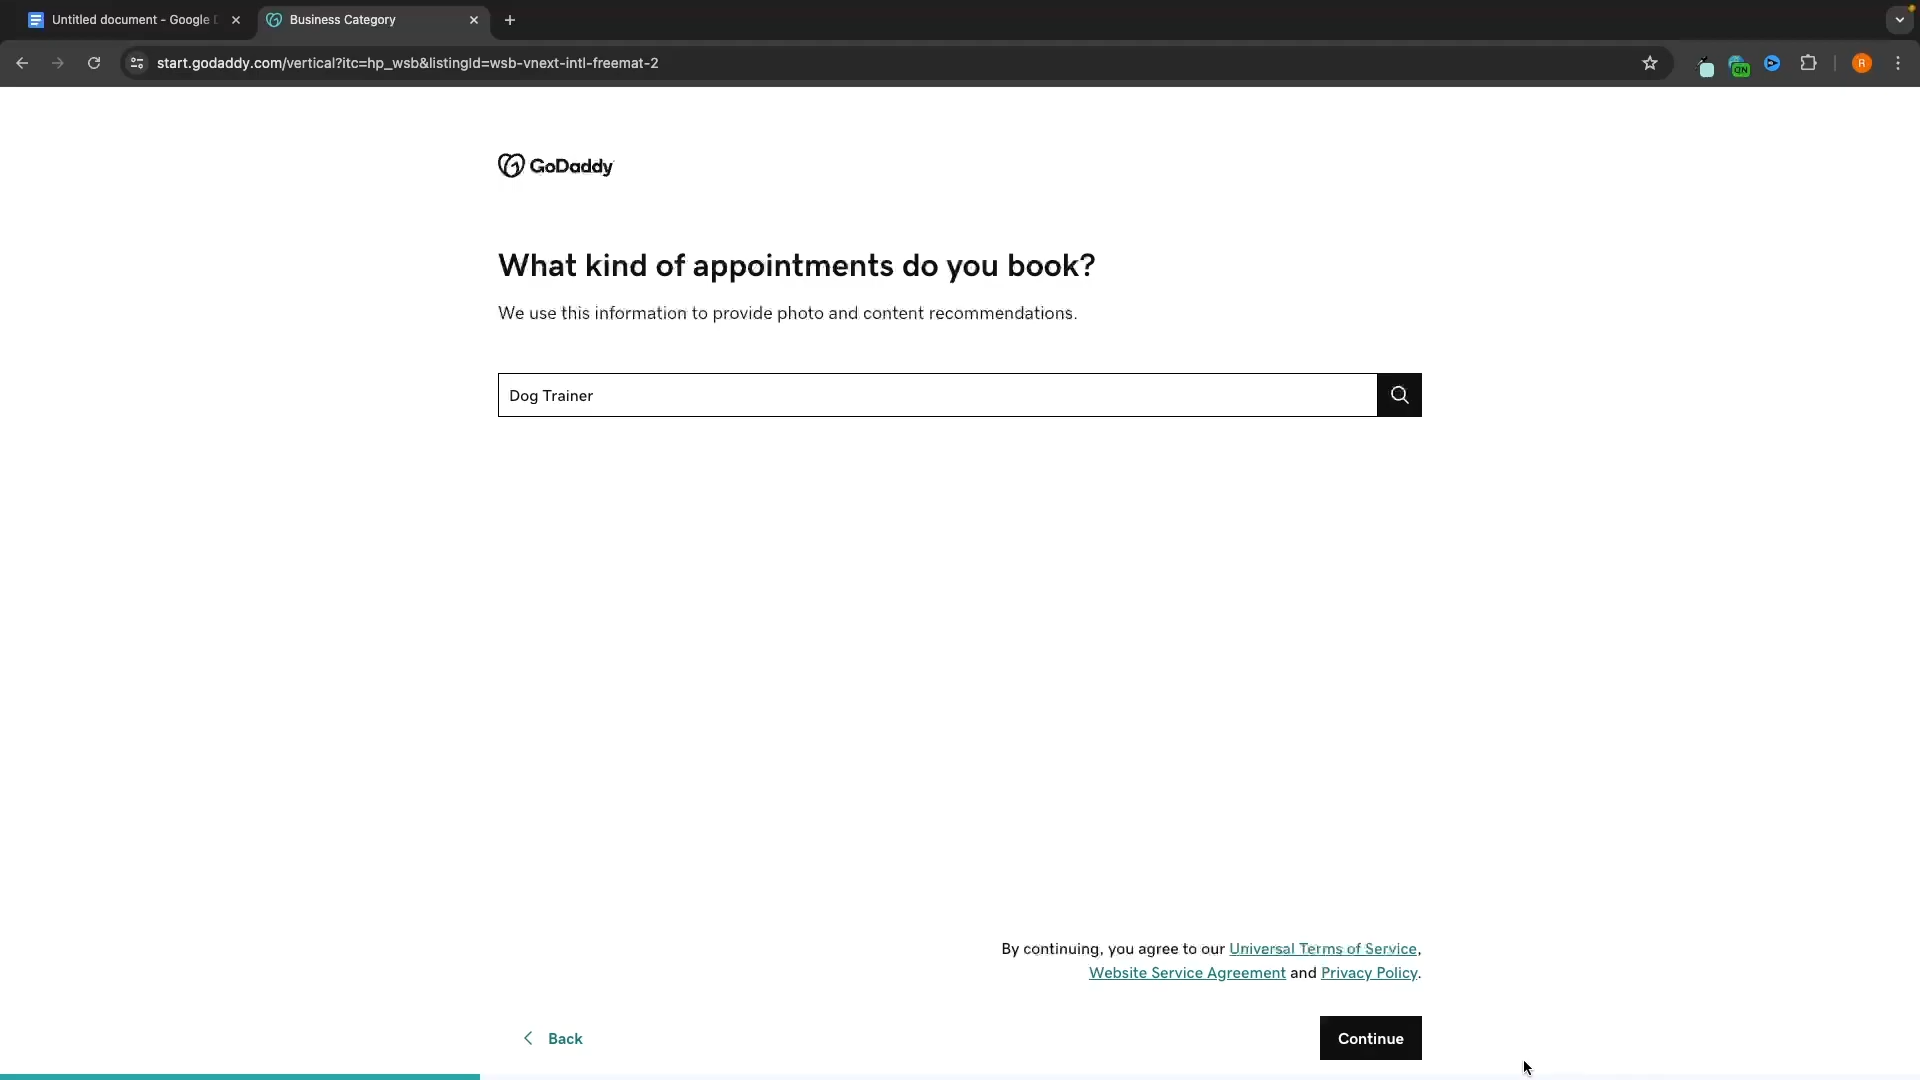 Untitled document - Google
Business Category
start.godaddy.com/vertical?itc=hp_wsb&listingId=wsb-vnext-intl-freemat-2
ON
R
GoDaddy
What kind of appointments do you book?
We use this information to provide photo and content recommendations.
Dog Trainer
By continuing, you agree to our Universal Terms of Service,
Website Service Agreement and Privacy Policy.
Back
Continue